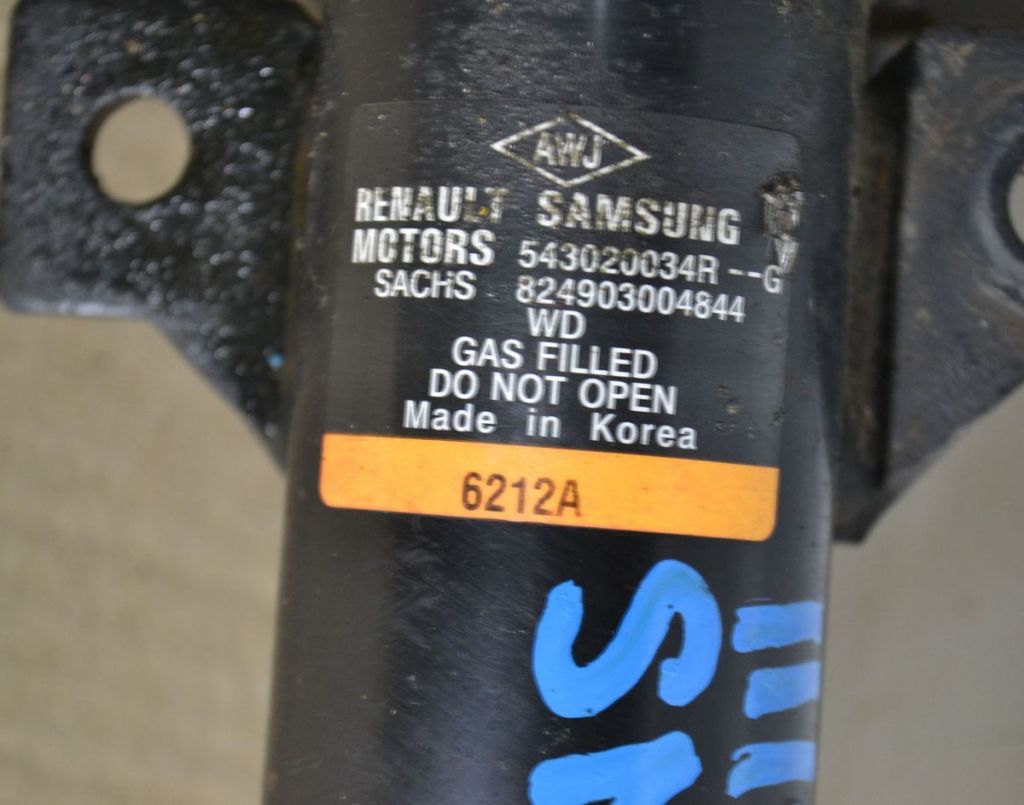 AWJ
RENAULT SAMSUNG
MOTORS 543020034R --G
SACHS 824903004844
WD
GAS FILLED
DO NOT OPEN
Made in Korea
6212A